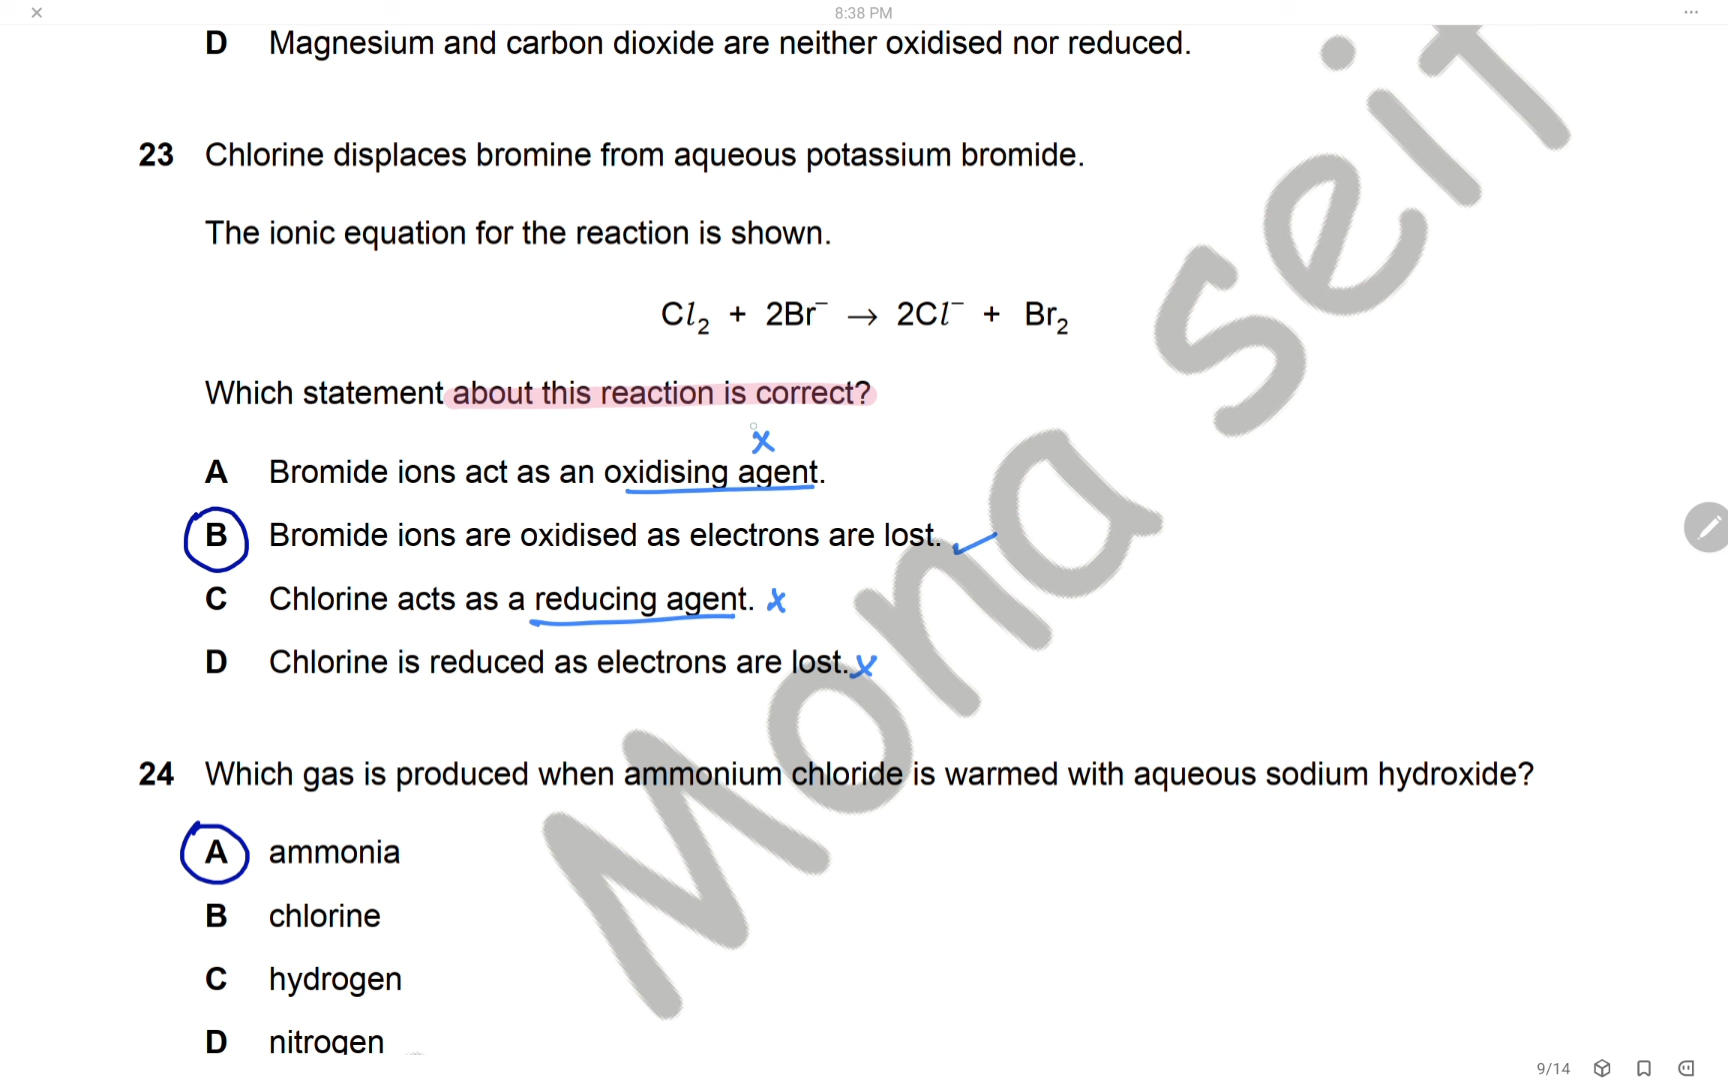 8:38 PM
D Magnesium and carbon dioxide are neither oxidised nor reduced.
23 Chlorine displaces bromine from aqueous potassium bromide.
The ionic equation for the reaction is shown.
Cl₂ + 2Br⁻ → 2Cl⁻ + Br₂
Which statement about this reaction is correct?
x
A Bromide ions act as an oxidising agent.
B Bromide ions are oxidised as electrons are lost. ✓
C Chlorine acts as a reducing agent. x
D Chlorine is reduced as electrons are lost. x
24 Which gas is produced when ammonium chloride is warmed with aqueous sodium hydroxide?
A ammonia
B chlorine
C hydrogen
D nitrogen
Mona seif
9/14